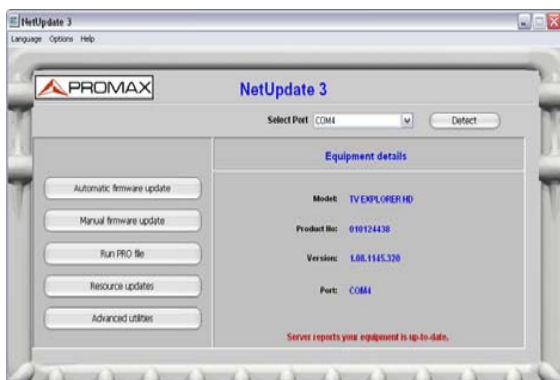 NetUpdate 3
Language Options Help
PROMAX
NetUpdate 3
Select Port COM4 Detect
Equipment details
Automatic firmware update
Manual firmware update
Run PRO file
Resource updates
Advanced utilities
Model: TV EXPLORER HD
Product No: 010124438
Version: 1.08.1145.320
Port: COM4
Server reports your equipment is up-to-date.